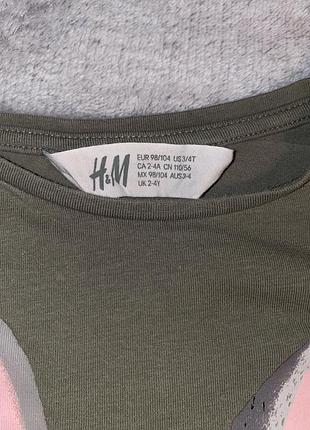 H&M
EUR 98/104 US 3/4T
CA 2-4A CN 110/56
MX 98/104 AUS 3-4
UK 2-4Y